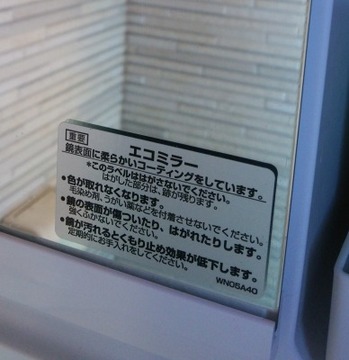 重要
エコミラー
鏡表面に柔らかいコーティングをしています。
*このラベルははがさないでください。
はがした部分は、跡が残ります。
●色が取れなくなります。
毛染め剤、うがい薬などを付着させないでください。
●鏡の表面が傷ついたり、はがれたりします。
強くふかないでください。
●鏡が汚れるとくもり止め効果が低下します。
定期的にお手入れをしてください。
WN05A40